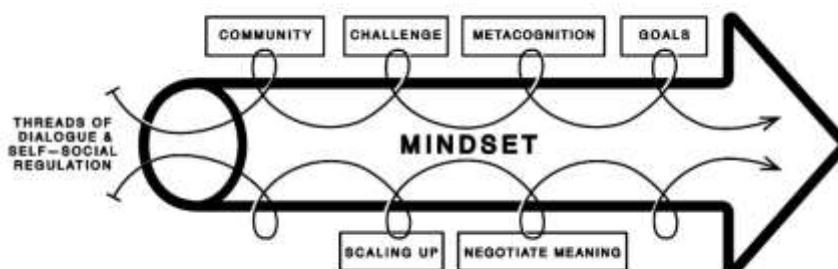 COMMUNITY
CHALLENGE
METACOGNITION
GOALS
THREADS OF
DIALOGUE &
SELF–SOCIAL
REGULATION
MINDSET
SCALING UP
NEGOTIATE MEANING